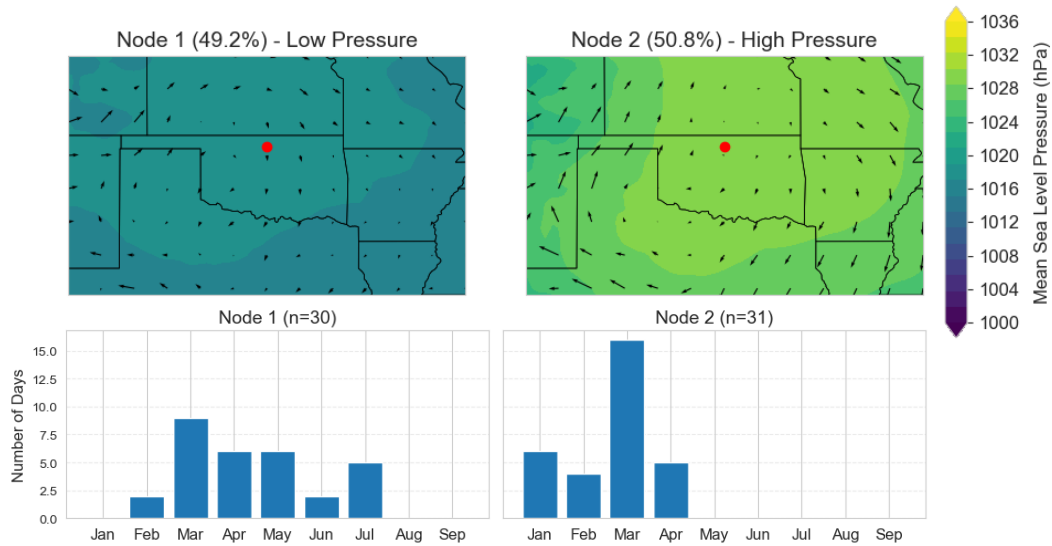 Node 1 (49.2%) - Low Pressure
Node 2 (50.8%) - High Pressure
1036
1032
1028
1024
1020
1016
1012
1008
1004
1000
Mean Sea Level Pressure (hPa)
Node 1 (n=30)
Node 2 (n=31)
Number of Days
15.0
12.5
10.0
7.5
5.0
2.5
0.0
Jan Feb Mar Apr May Jun Jul Aug Sep
Jan Feb Mar Apr May Jun Jul Aug Sep